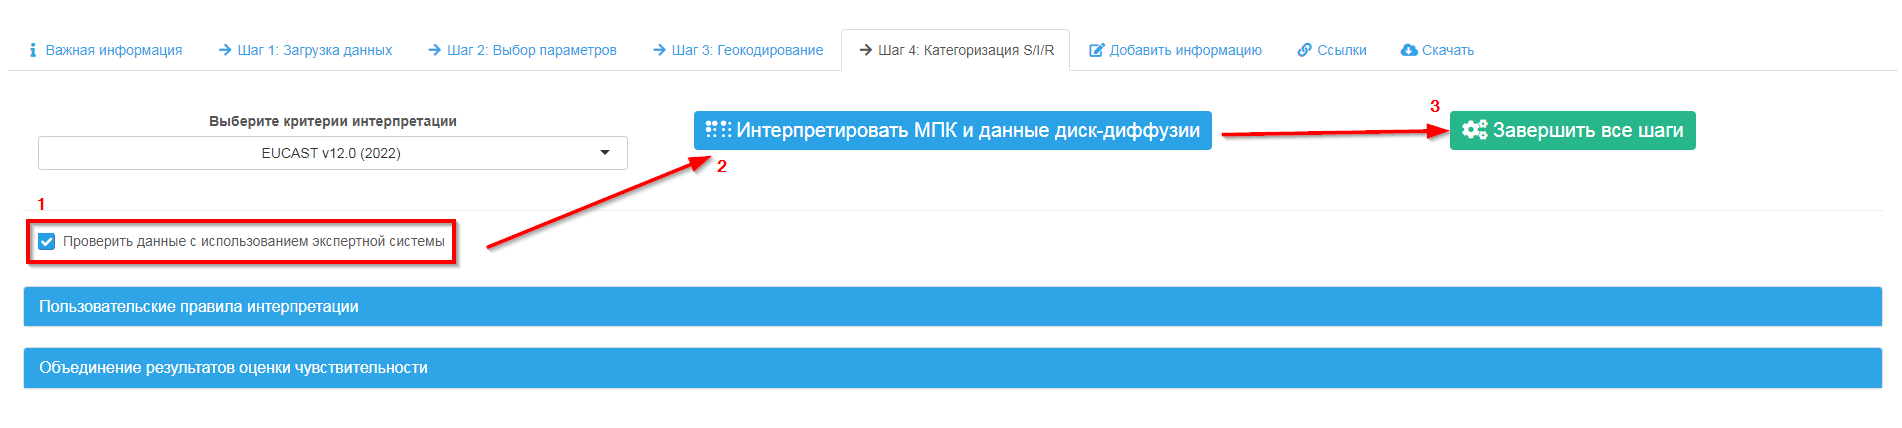 Важная информация
Шаг 1: Загрузка данных
Шаг 2: Выбор параметров
Шаг 3: Геокодирование
Шаг 4: Категоризация S/I/R
Добавить информацию
Ссылки
Скачать
Выберите критерии интерпретации
EUCAST v12.0 (2022)
Интерпретировать МПК и данные диск-диффузии
2
3
Завершить все шаги
1
Проверить данные с использованием экспертной системы
Пользовательские правила интерпретации
Объединение результатов оценки чувствительности